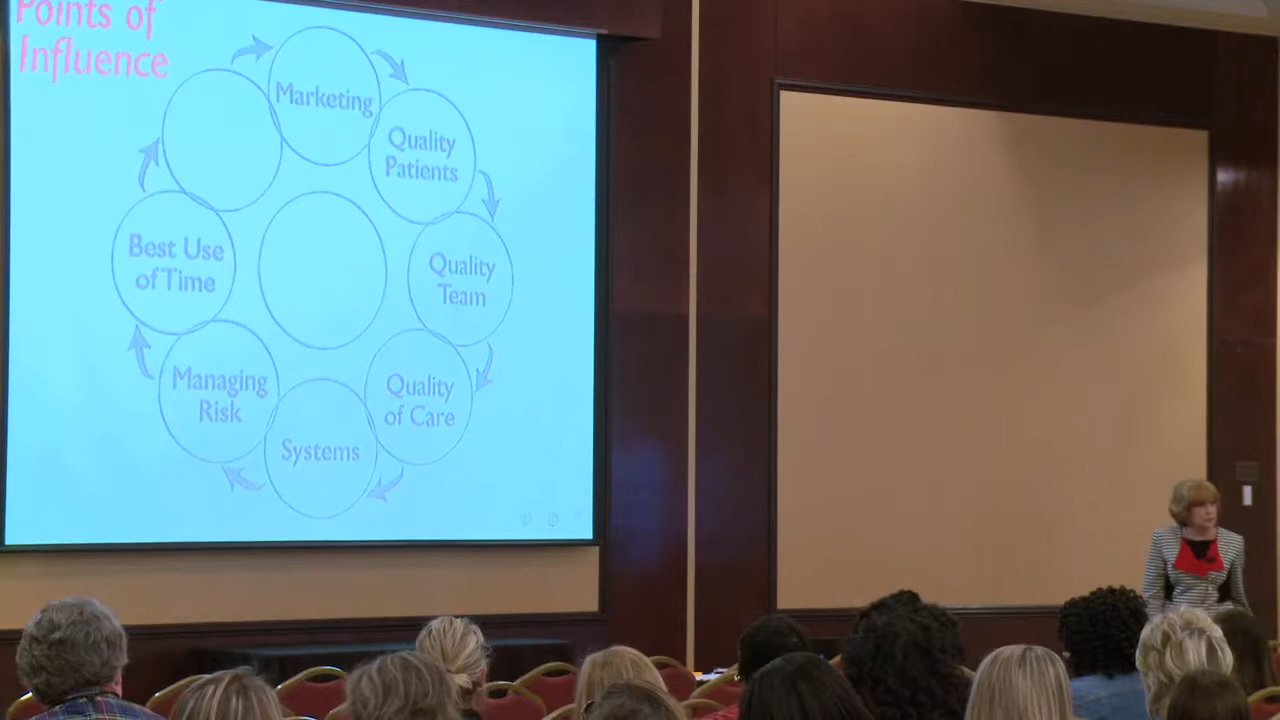 Points of
Influence
Marketing
Quality
Patients
Quality
Team
Quality
of Care
Systems
Managing
Risk
Best Use
of Time